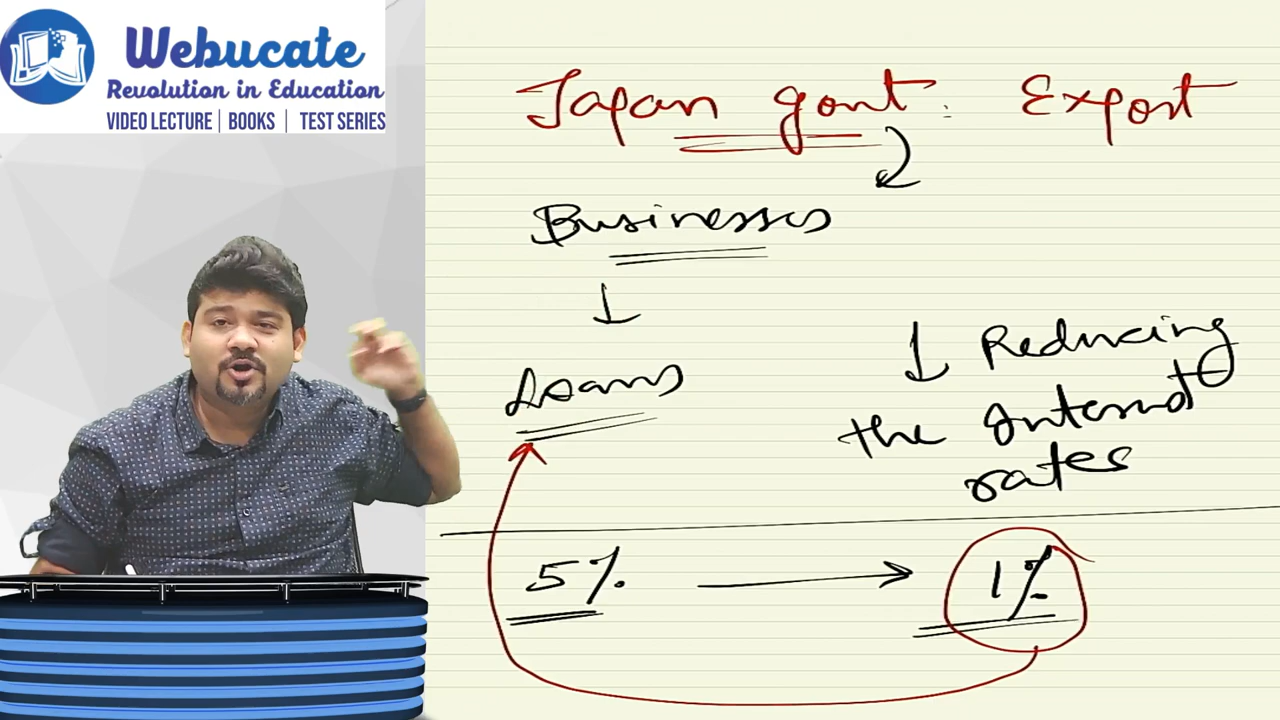 Webucate
Revolution in Education
VIDEO LECTURE | BOOKS | TEST SERIES
Japan govt: Export
Businesses
↓
Loans
↓ Reducing
the Interest
rates
5% → 1%